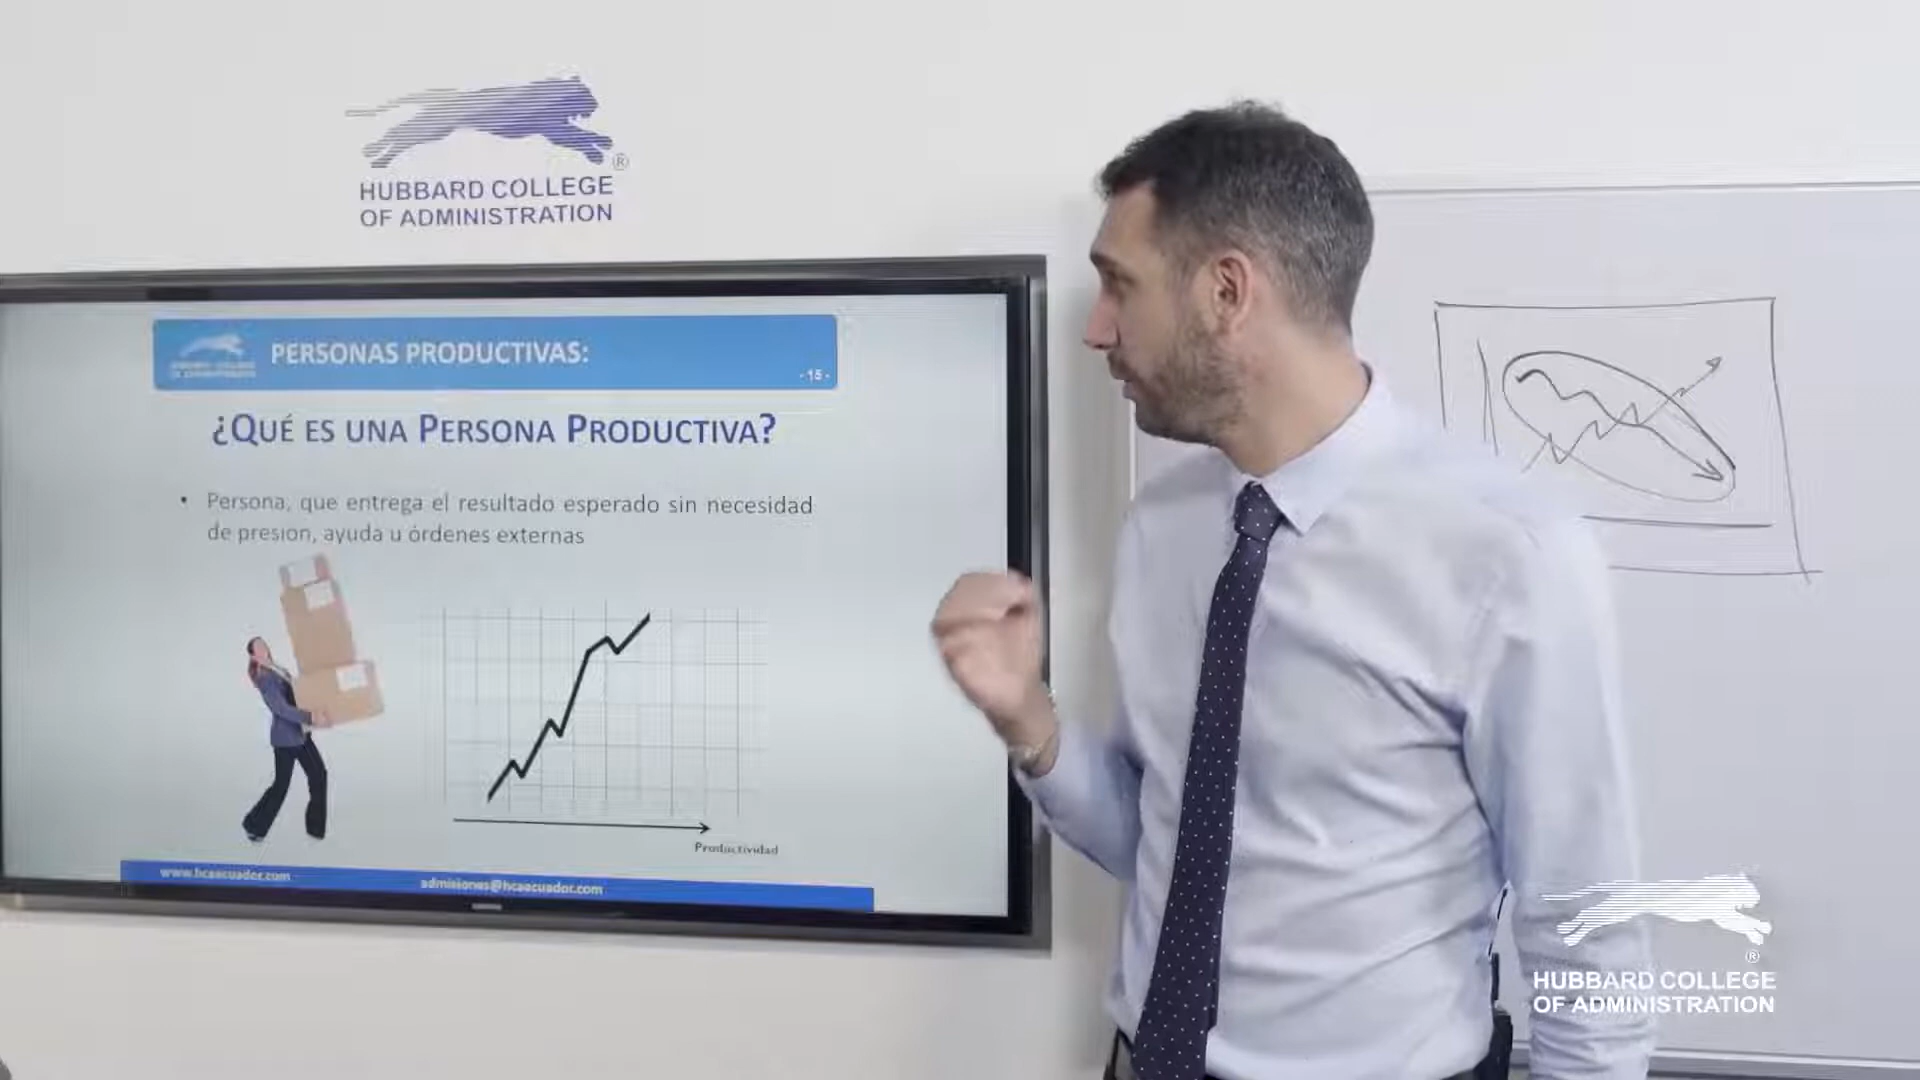 HUBBARD COLLEGE
OF ADMINISTRATION
®
PERSONAS PRODUCTIVAS:
- 15 -
¿QUÉ ES UNA PERSONA PRODUCTIVA?
• Persona, que entrega el resultado esperado sin necesidad
de presion, ayuda u órdenes externas
Productividad
www.hcaecuador.com
admisiones@hcaecuador.com
®
HUBBARD COLLEGE
OF ADMINISTRATION